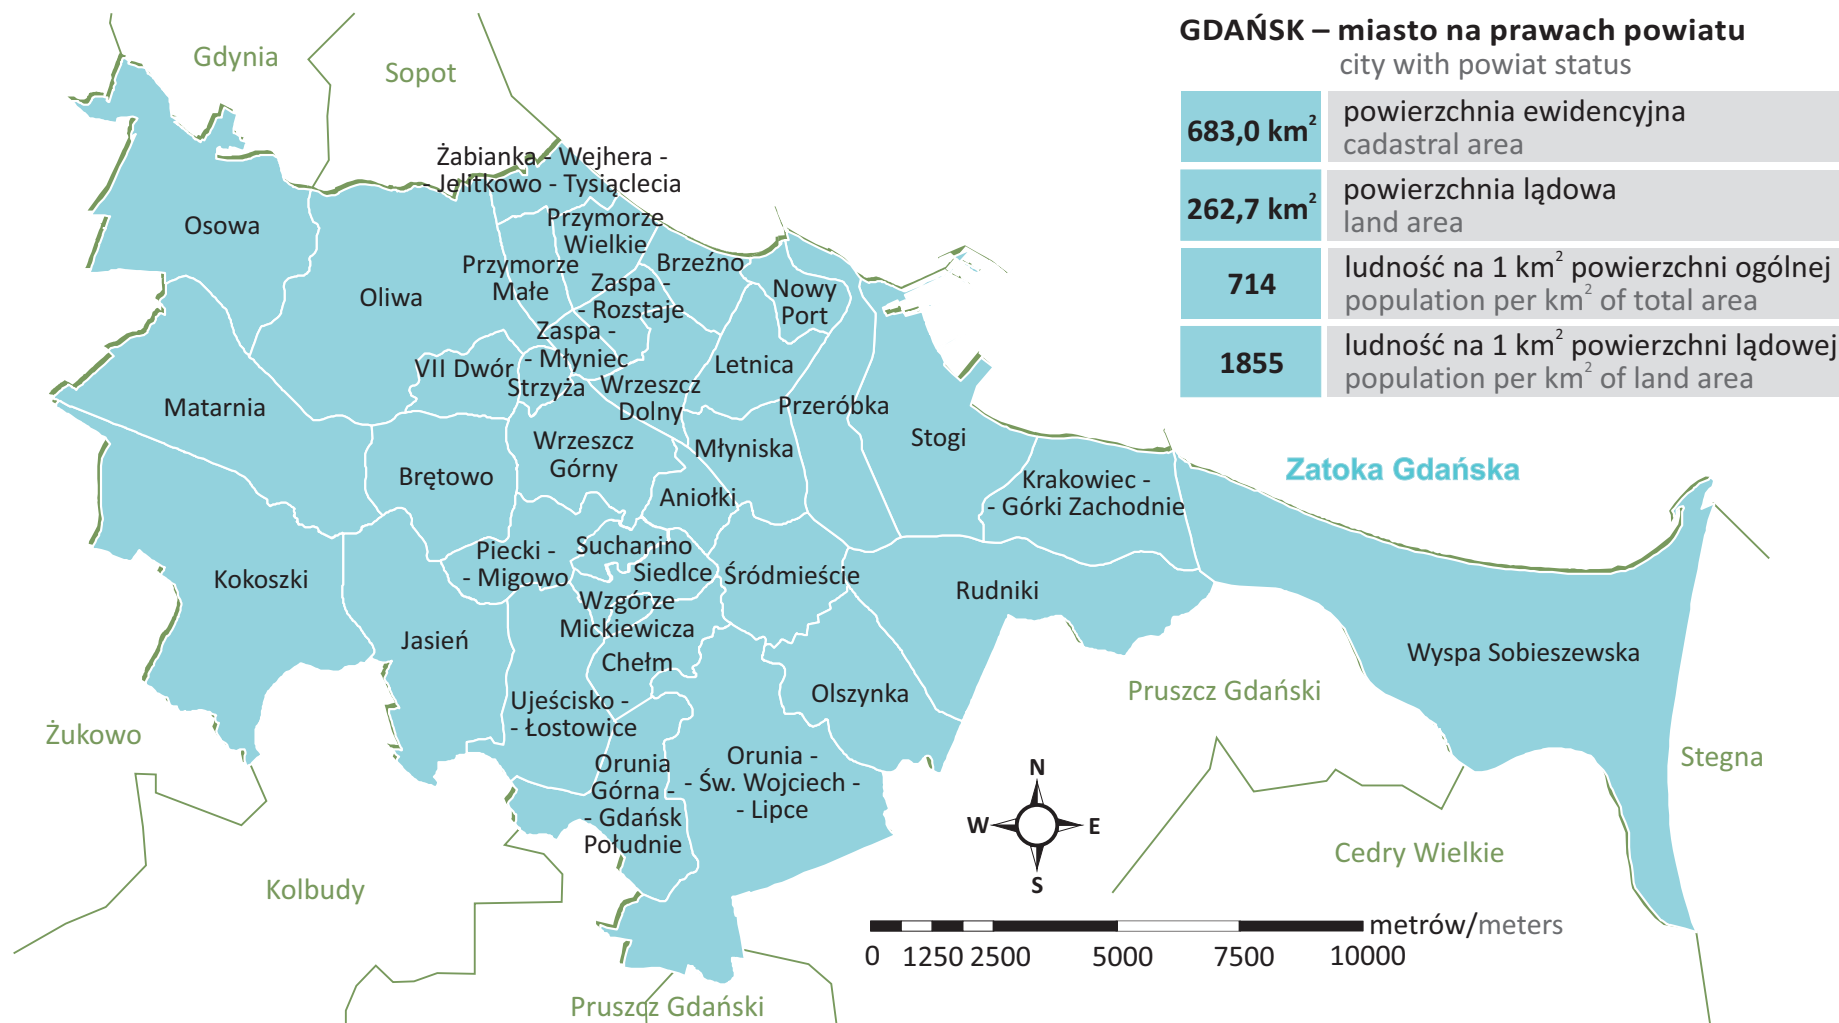 GDAŃSK – miasto na prawach powiatu
city with powiat status
683,0 km²
powierzchnia ewidencyjna
cadastral area
262,7 km²
powierzchnia lądowa
land area
714
ludność na 1 km² powierzchni ogólnej
population per km² of total area
1855
ludność na 1 km² powierzchni lądowej
population per km² of land area
Gdynia
Sopot
Żabianka - Wejhera -
- Jelitkowo - Tysiąclecia
Osowa
Przymorze
Wielkie
Przymorze
Małe
Brzeźno
Oliwa
Zaspa -
- Rozstaje
Nowy
Port
Zaspa -
- Młyniec
VII Dwór
Strzyża
Wrzeszcz
Dolny
Letnica
Matarnia
Przeróbka
Stogi
Wrzeszcz
Górny
Młyniska
Brętowo
Aniołki
Krakowiec -
- Górki Zachodnie
Zatoka Gdańska
Kokoszki
Piecki -
- Migowo
Suchanino
Siedlce
Śródmieście
Rudniki
Wzgórze
Mickiewicza
Jasień
Chełm
Wyspa Sobieszewska
Olszynka
Pruszcz Gdański
Ujeścisko -
- Łostowice
Żukowo
Orunia
Górna -
- Gdańsk
Południe
Orunia -
- Św. Wojciech -
- Lipce
Stegna
N
W
E
S
Cedry Wielkie
Kolbudy
metrów/meters
0 1250 2500 5000 7500 10000
Pruszcz Gdański